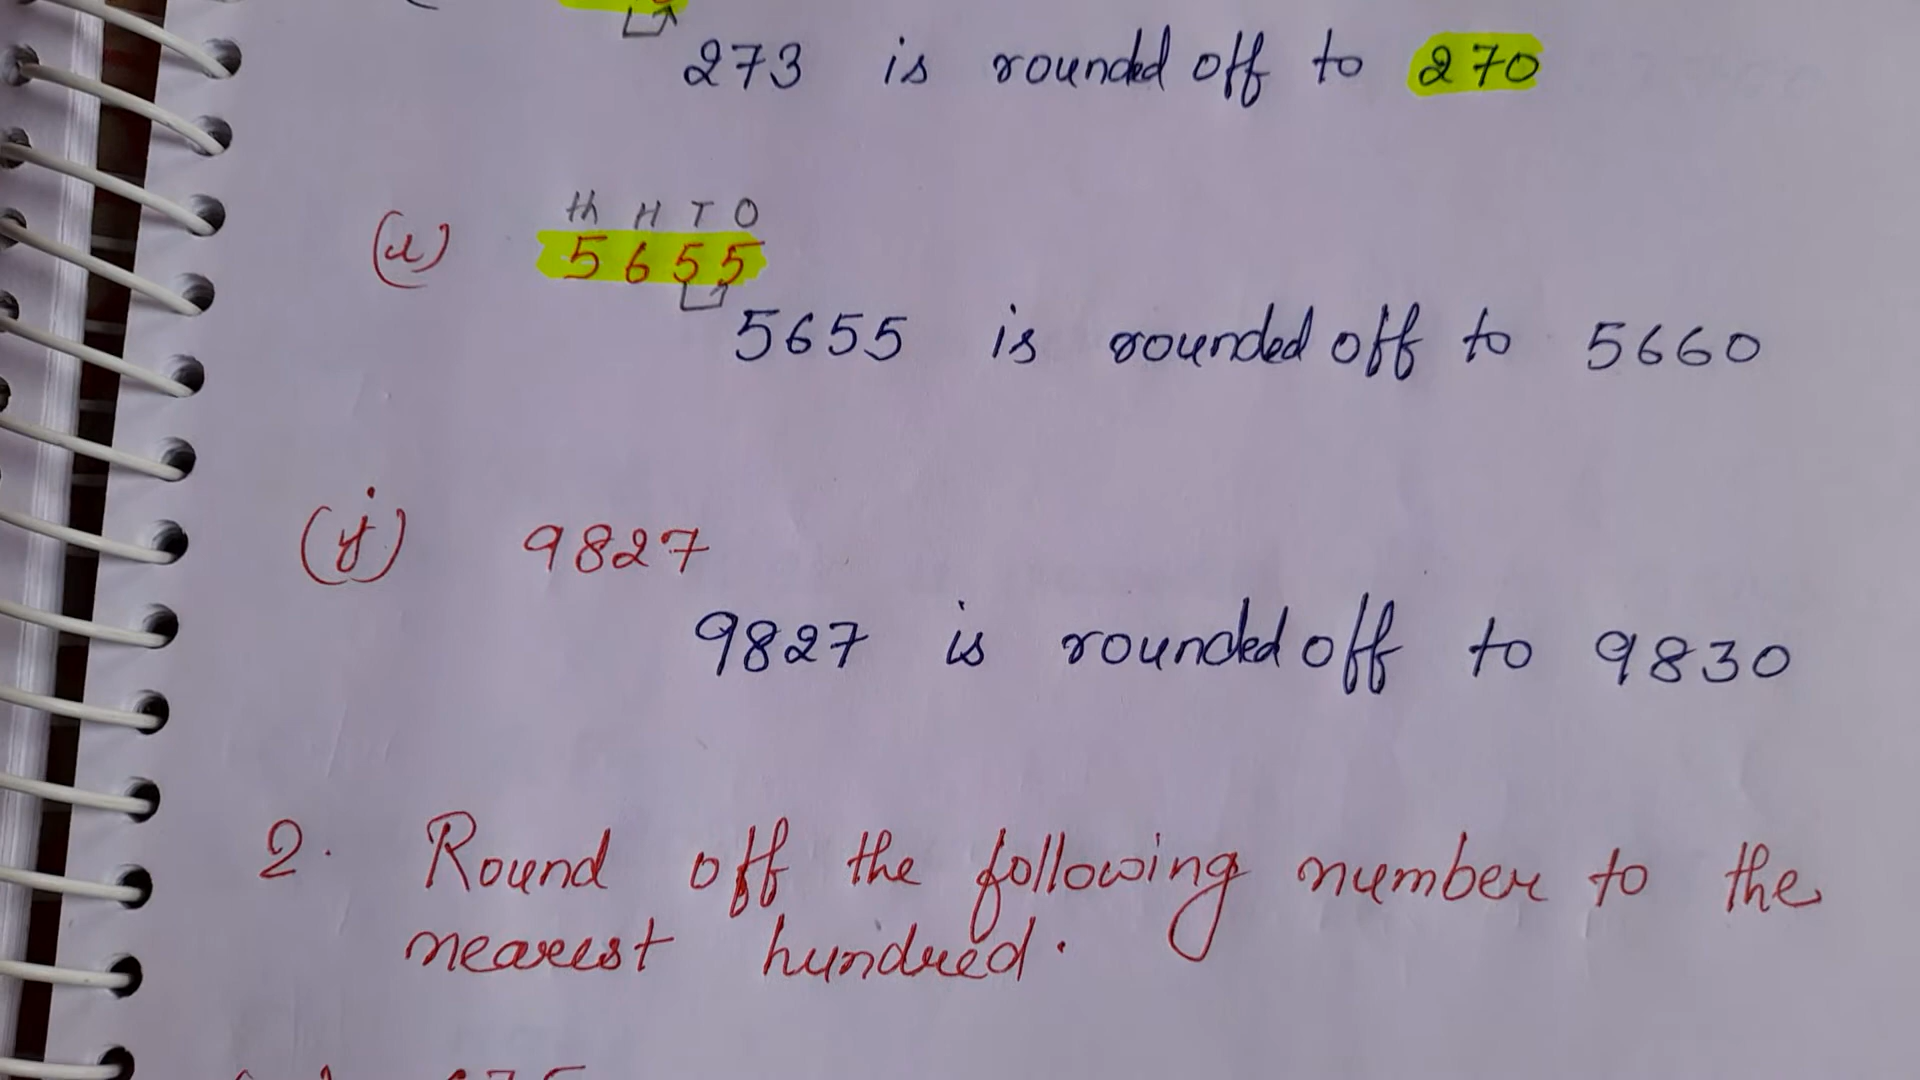 273 is rounded off to 270
th H T O
(i) 5655
5655 is rounded off to 5660
(j) 9827
9827 is rounded off to 9830
2. Round off the following number to the
nearest hundred.